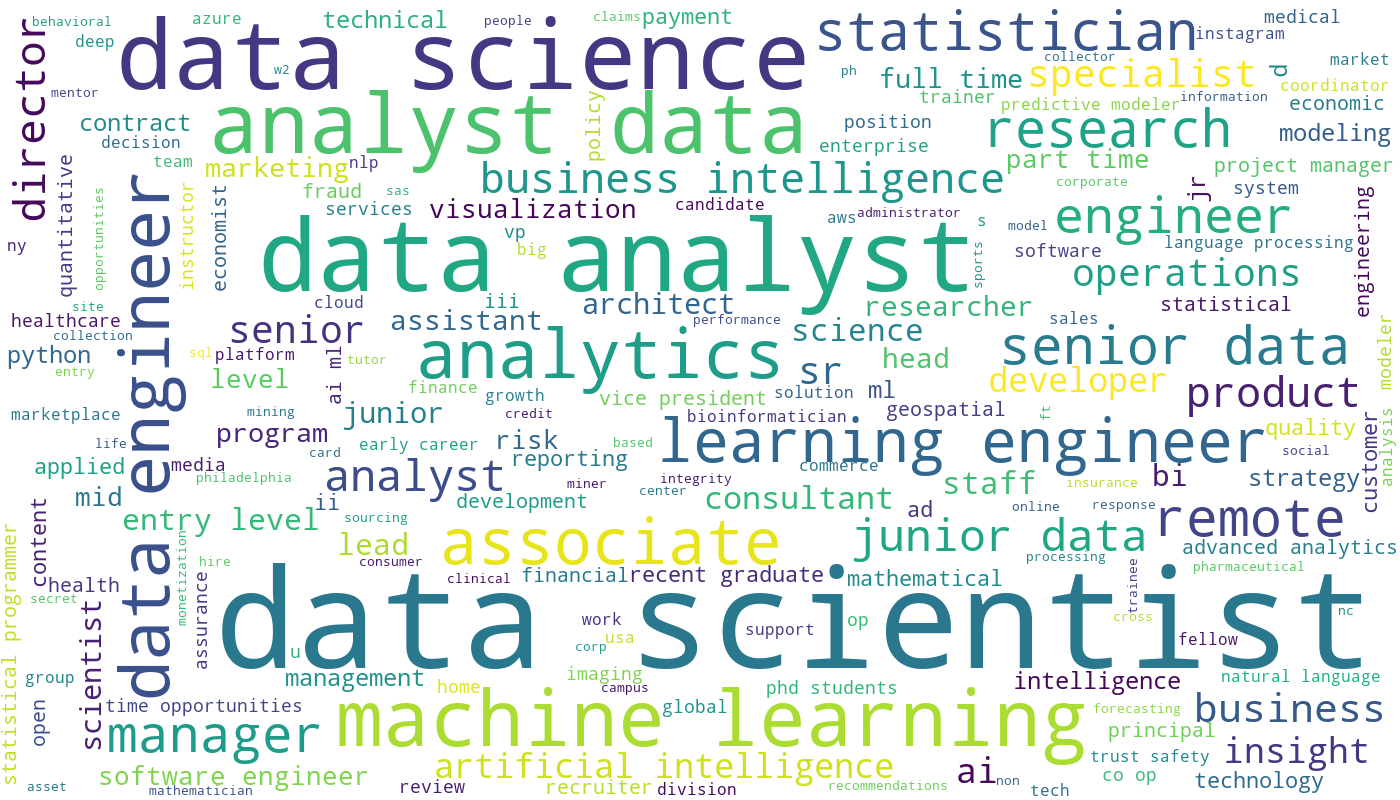 behavioral
azure
technical
people
claims
payment
medical
deep
data science
statistician
instagram
w2
collector
market
director
ph
full time
specialist
d
coordinator
mentor
analyst data
policy
trainer
predictive modeler
information
economic
contract
decision
position
research
modeling
enterprise
team
marketing
nlp
part time
project manager
quantitative
opportunities
instructor
economist
fraud
sas
business intelligence
corporate
jr
system
services
visualization
candidate
aws
administrator
s
model
engineer
engineering
ny
data engineer
vp
big
data analyst
sports
software
language processing
operations
site
cloud
iii
architect
researcher
statistical
healthcare
collection
senior
assistant
performance
science
sales
python
sql
platform
ai ml
tutor
analytics
head
senior data
modeler
entry
level
finance
growth
vice president
solution
sr
ml
developer
product
marketplace
mining
junior
credit
bioinformatician
geospatial
ft
customer
analysis
life
program
card
early career
risk
based
learning engineer
quality
social
applied
media
philadelphia
analyst
reporting
miner
integrity
commerce
staff
insurance
bi
strategy
mid
ii
development
center
consultant
ad
online
response
content
entry level
sourcing
associate
junior data
remote
statistical programmer
monetization
hire
lead
consumer
processing
advanced analytics
health
assurance
clinical
financial
recent graduate
mathematical
trainee
pharmaceutical
secret
scientist
data scientist
work
usa
corp
support
op
cross
fellow
nc
u
group
management
home
imaging
campus
phd students
intelligence
natural language
open
time opportunities
machine learning
global
forecasting
business
manager
principal
trust safety
insight
software engineer
artificial intelligence
ai
non
co op
technology
asset
mathematician
review
recruiter
division
recommendations
tech